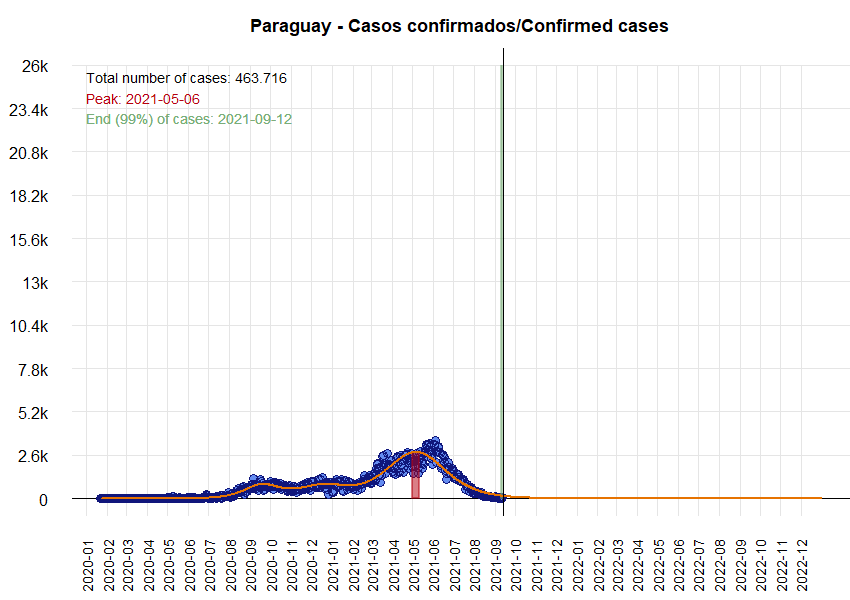 Paraguay - Casos confirmados/Confirmed cases
26k
23.4k
20.8k
18.2k
15.6k
13k
10.4k
7.8k
5.2k
2.6k
0
Total number of cases: 463.716
Peak: 2021-05-06
End (99%) of cases: 2021-09-12
2020-01
2020-02
2020-03
2020-04
2020-05
2020-06
2020-07
2020-08
2020-09
2020-10
2020-11
2020-12
2021-01
2021-02
2021-03
2021-04
2021-05
2021-06
2021-07
2021-08
2021-09
2021-10
2021-11
2021-12
2022-01
2022-02
2022-03
2022-04
2022-05
2022-06
2022-07
2022-08
2022-09
2022-10
2022-11
2022-12